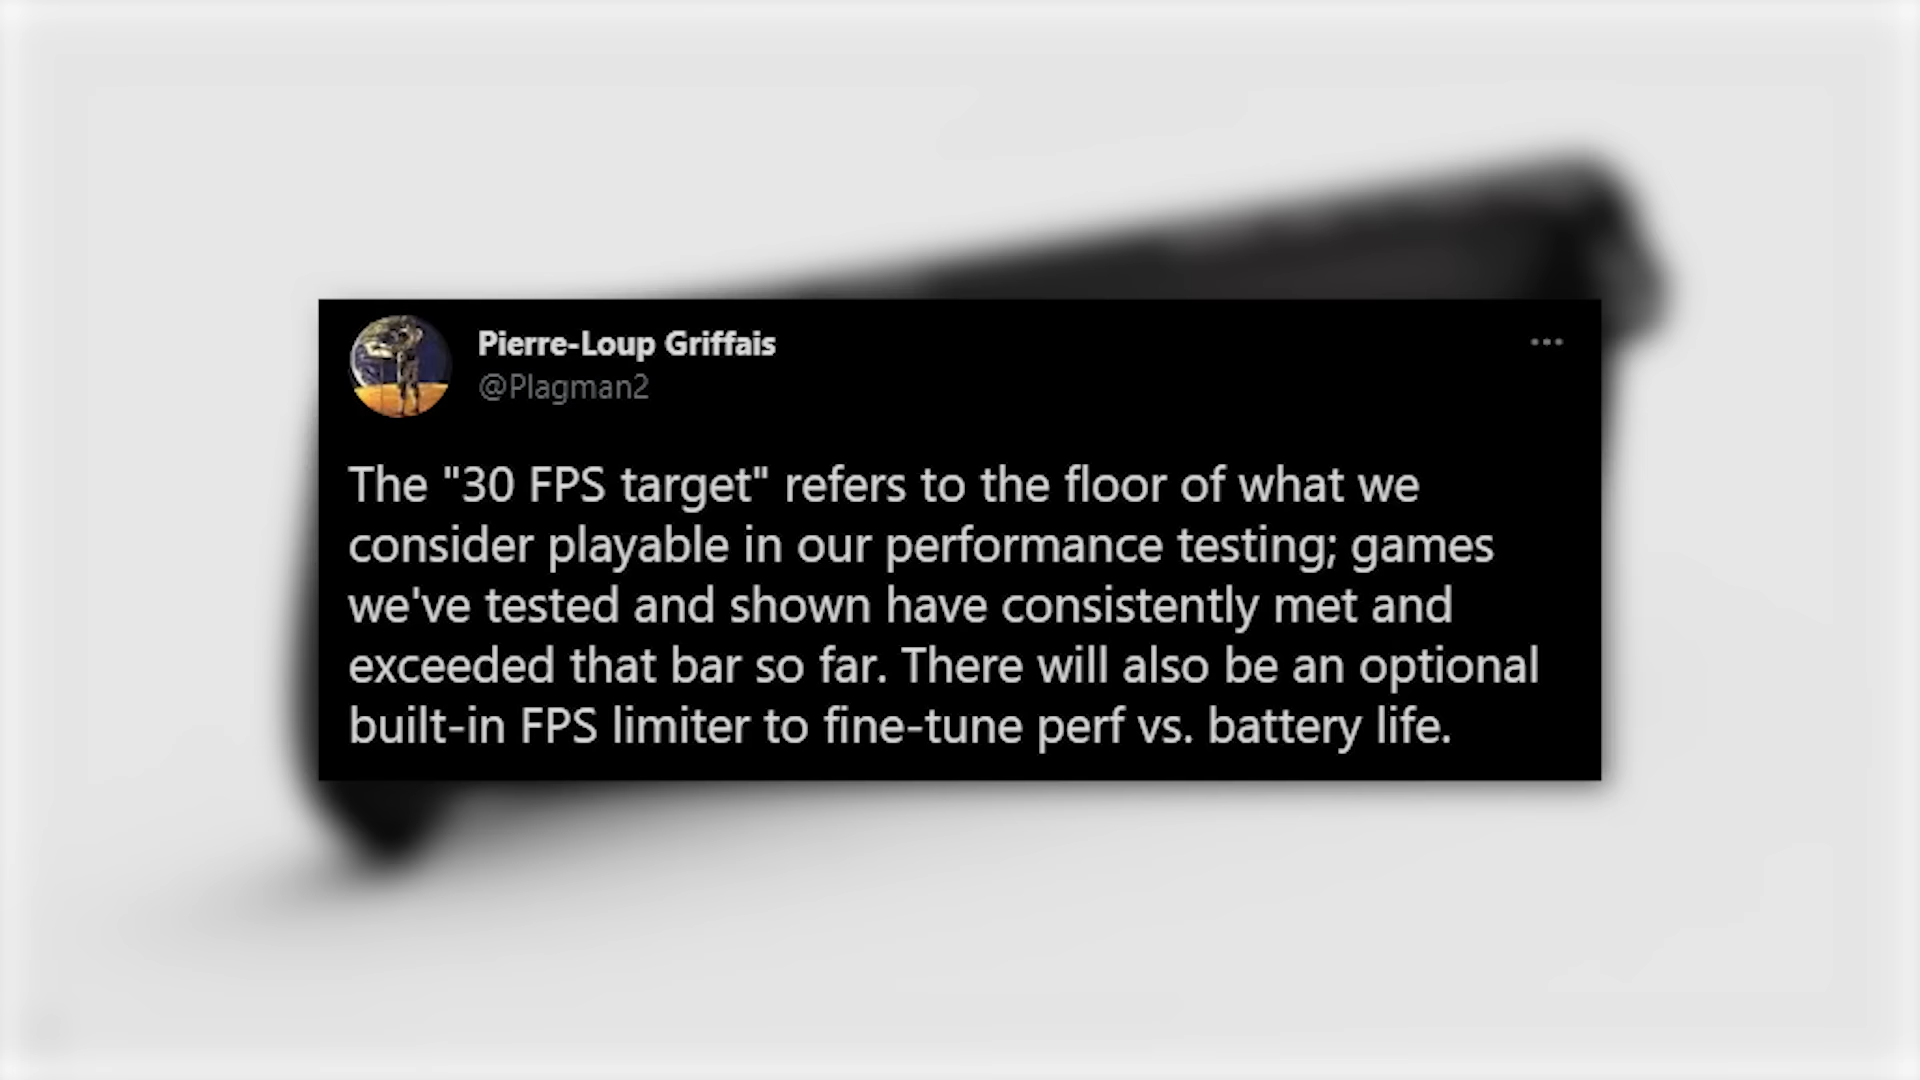 Pierre-Loup Griffais
@Plagman2
The "30 FPS target" refers to the floor of what we
consider playable in our performance testing; games
we've tested and shown have consistently met and
exceeded that bar so far. There will also be an optional
built-in FPS limiter to fine-tune perf vs. battery life.